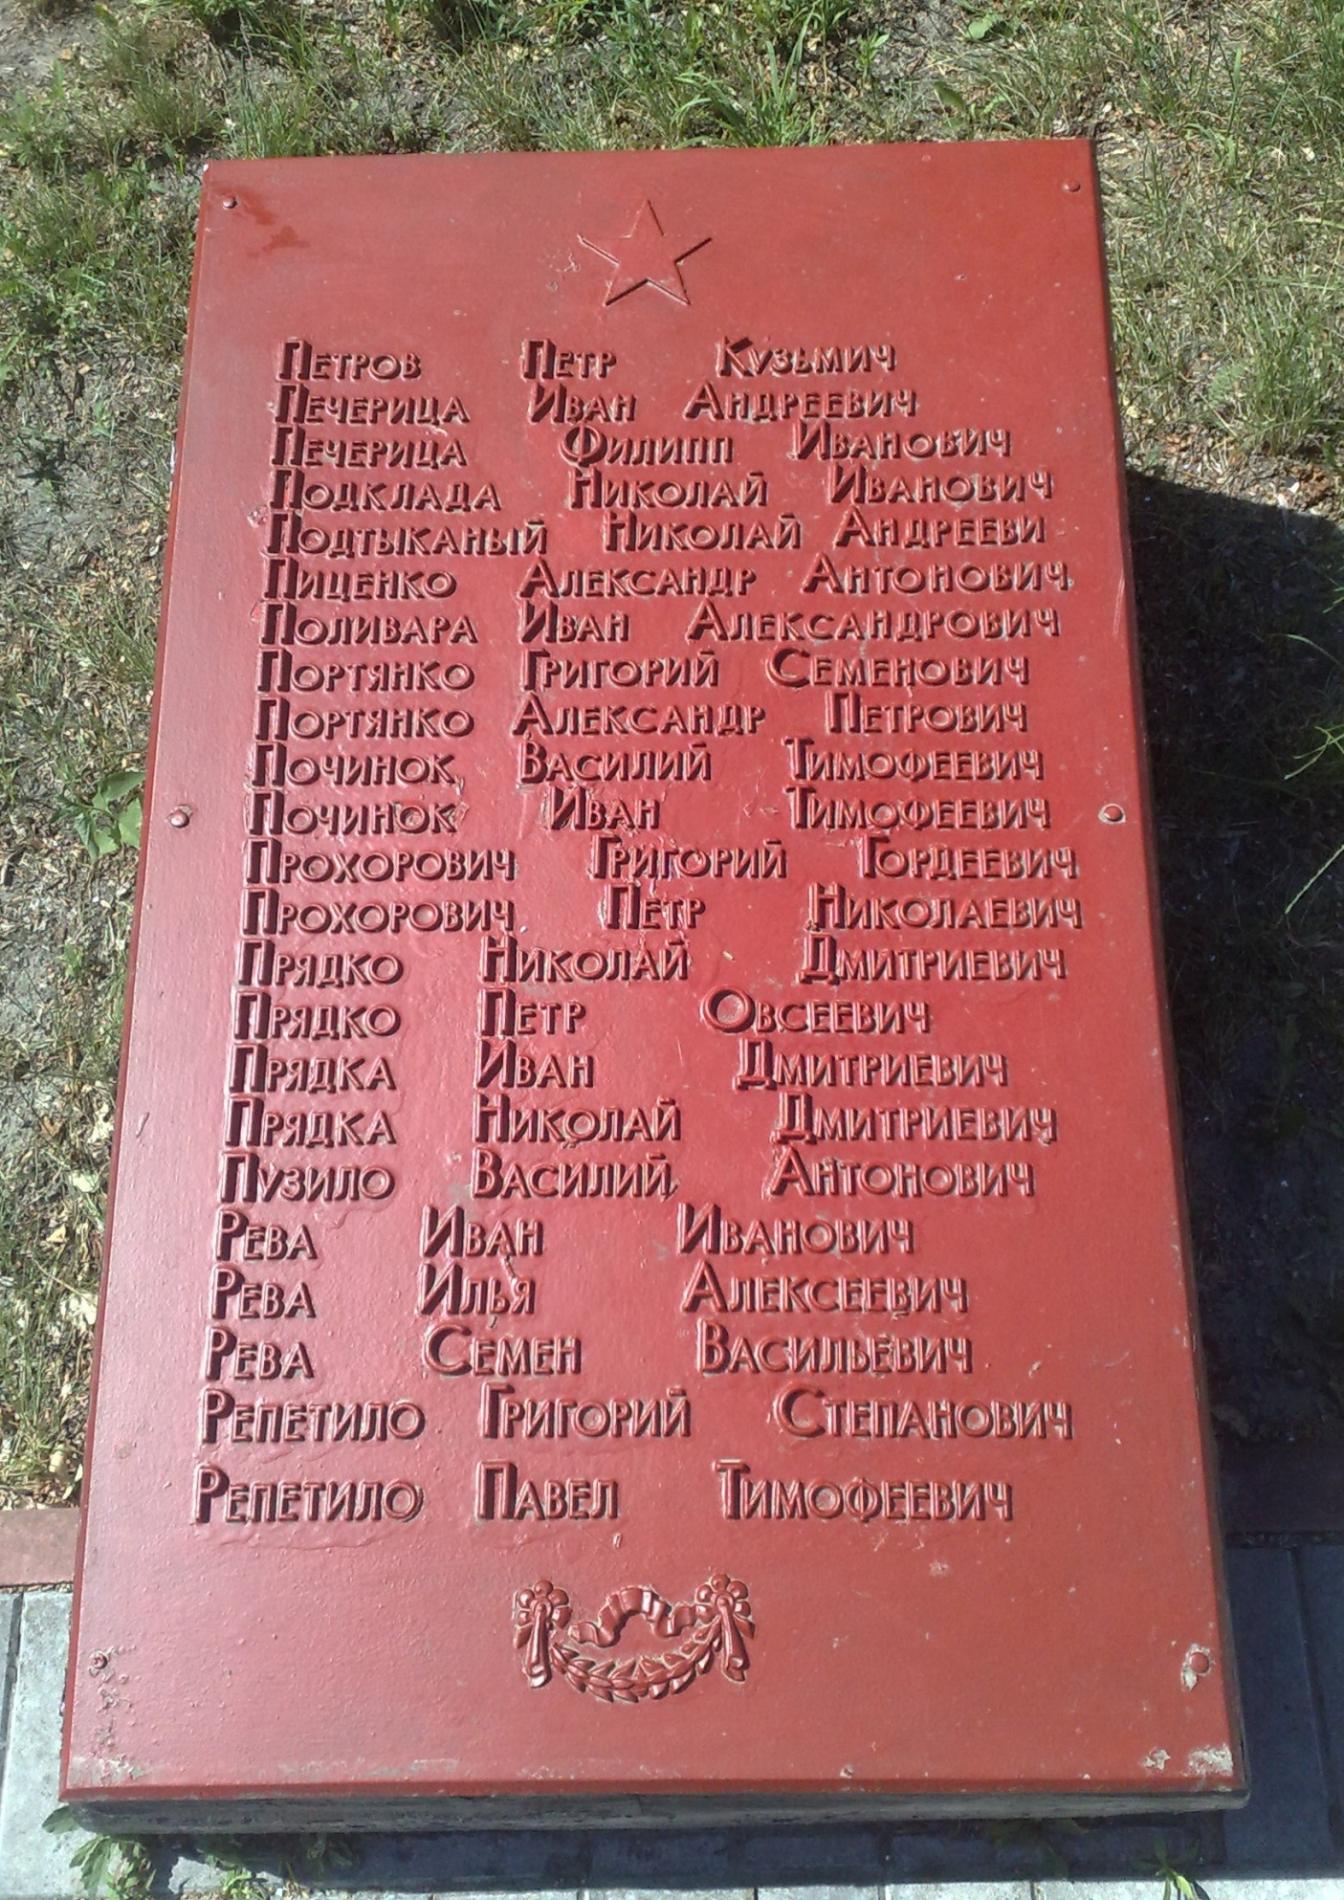 Петров Петр Кузьмич
Печерица Иван Андреевич
Печерица Филипп Иванович
Подклада Николай Иванович
Подтыканый Николай Андрееви
Пиценко Александр Антонович
Поливара Иван Александрович
Портянко Григорий Семенович
Портянко Александр Петрович
Починок Василий Тимофеевич
Починок Иван Тимофеевич
Прохорович Григорий Гордеевич
Прохорович Петр Николаевич
Прядко Николай Дмитриевич
Прядко Петр Овсеевич
Прядка Иван Дмитриевич
Прядка Николай Дмитриевич
Пузило Василий Антонович
Рева Иван Иванович
Рева Илья Алексеевич
Рева Семен Васильевич
Репетило Григорий Степанович
Репетило Павел Тимофеевич